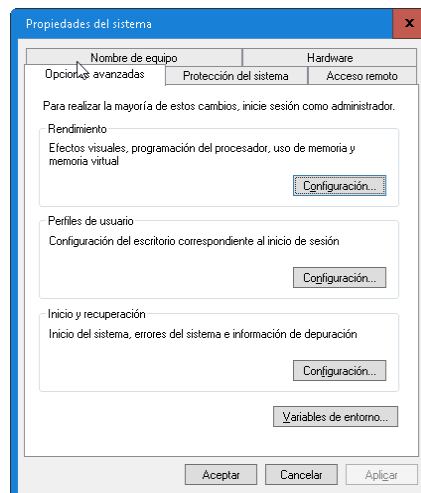 Propiedades del sistema
x
Nombre de equipo
Hardware
Opciones avanzadas
Protección del sistema
Acceso remoto
Para realizar la mayoría de estos cambios, inicie sesión como administrador.
Rendimiento
Efectos visuales, programación del procesador, uso de memoria y
memoria virtual
Configuración...
Perfiles de usuario
Configuración del escritorio correspondiente al inicio de
sesión
Configuración...
Inicio y recuperación
Inicio del sistema, errores del sistema e información de depuración
Configuración...
Variables de entorno...
Aceptar
Cancelar
Aplicar